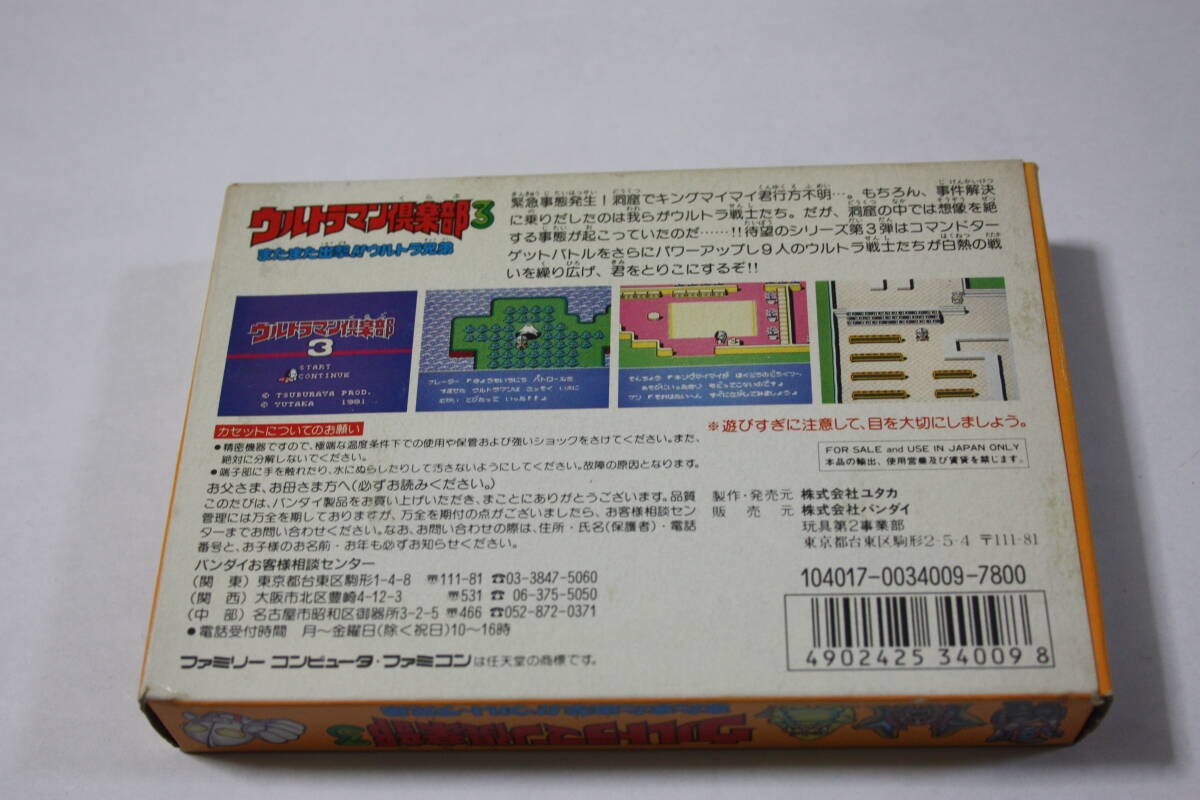 ウルトラマン倶楽部3
またまた出撃!!ウルトラ兄弟
緊急事態発生!洞窟でキングマイマイ君行方不明…。もちろん、事件解決
に乗りだしたのは我らがウルトラ戦士たち。だが、洞窟の中では想像を絶
する事態が起こっていたのだ……!!待望のシリーズ第3弾はコマンドター
ゲットバトルをさらにパワーアップし9人のウルトラ戦士たちが白熱の戦
いを繰り広げ、君をとりこにするぞ!!
ウルトラマン倶楽部
3
START
CONTINUE
© TSUBURAYA PROD.
© YUTAKA 1991
※遊びすぎに注意して、目を大切にしましょう。
カセットについてのお願い
●精密機器ですので、極端な温度条件下での使用や保管および強いショックをさけてください。また、
絶対に分解しないでください。
●端子部に手を触れたり、水にぬらしたりして汚さないようにしてください。故障の原因となります。
お父さま、お母さま方へ(必ずお読みください。)
このたびは、バンダイ製品をお買い上げいただき、まことにありがとうございます。品質
管理には万全を期しておりますが、万全を期付の点がございましたら、お客様相談セン
ターまでお問い合わせください。なお、お問い合わせの際は、住所・氏名(保護者)・電話
番号と、お子様のお名前・お年も必ずお知らせください。
バンダイお客様相談センター
(関 東)東京都台東区駒形1-4-8 〠111-81 ☎03-3847-5060
(関 西)大阪市北区豊崎4-12-3 〠531 ☎06-375-5050
(中 部)名古屋市昭和区御器所3-2-5 〠466 ☎052-872-0371
●電話受付時間 月〜金曜日(除く祝日)10〜16時
ファミリー コンピュータ・ファミコンは任天堂の商標です。
FOR SALE and USE IN JAPAN ONLY
本品の輸出、使用営業及び賃貸を禁じます。
製作・発売元 株式会社ユタカ
販売元 株式会社バンダイ
玩具第2事業部
東京都台東区駒形2-5-4 〒111-81
104017-0034009-7800
4902425 340098
ウルトラマン倶楽部3
またまた出撃!!ウルトラ兄弟